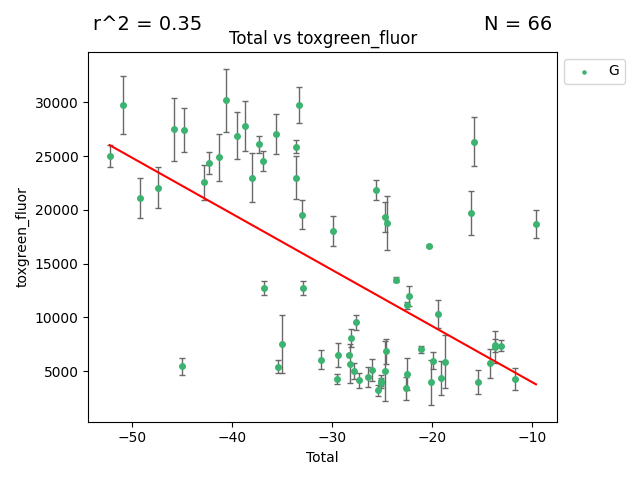 r^2 = 0.35
N = 66
Total vs toxgreen_fluor
G
toxgreen_fluor
30000
25000
20000
15000
10000
5000
−50
−40
−30
−20
−10
Total